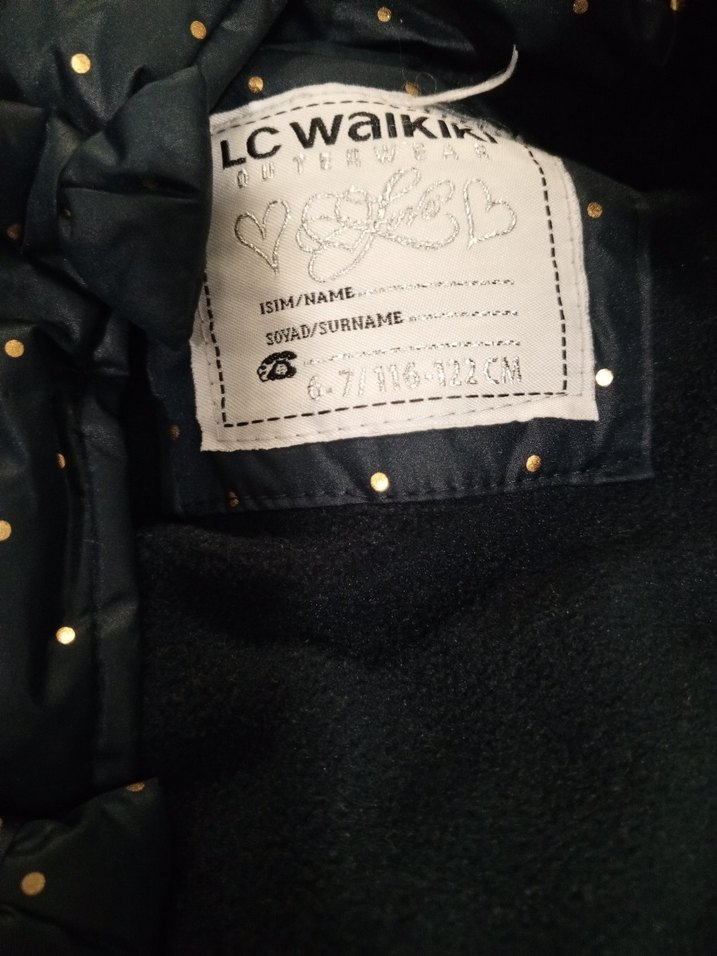 LC Waikiki
OUTERWEAR
Love
ISIM/NAME
SOYAD/SURNAME
6-7/116-122 CM